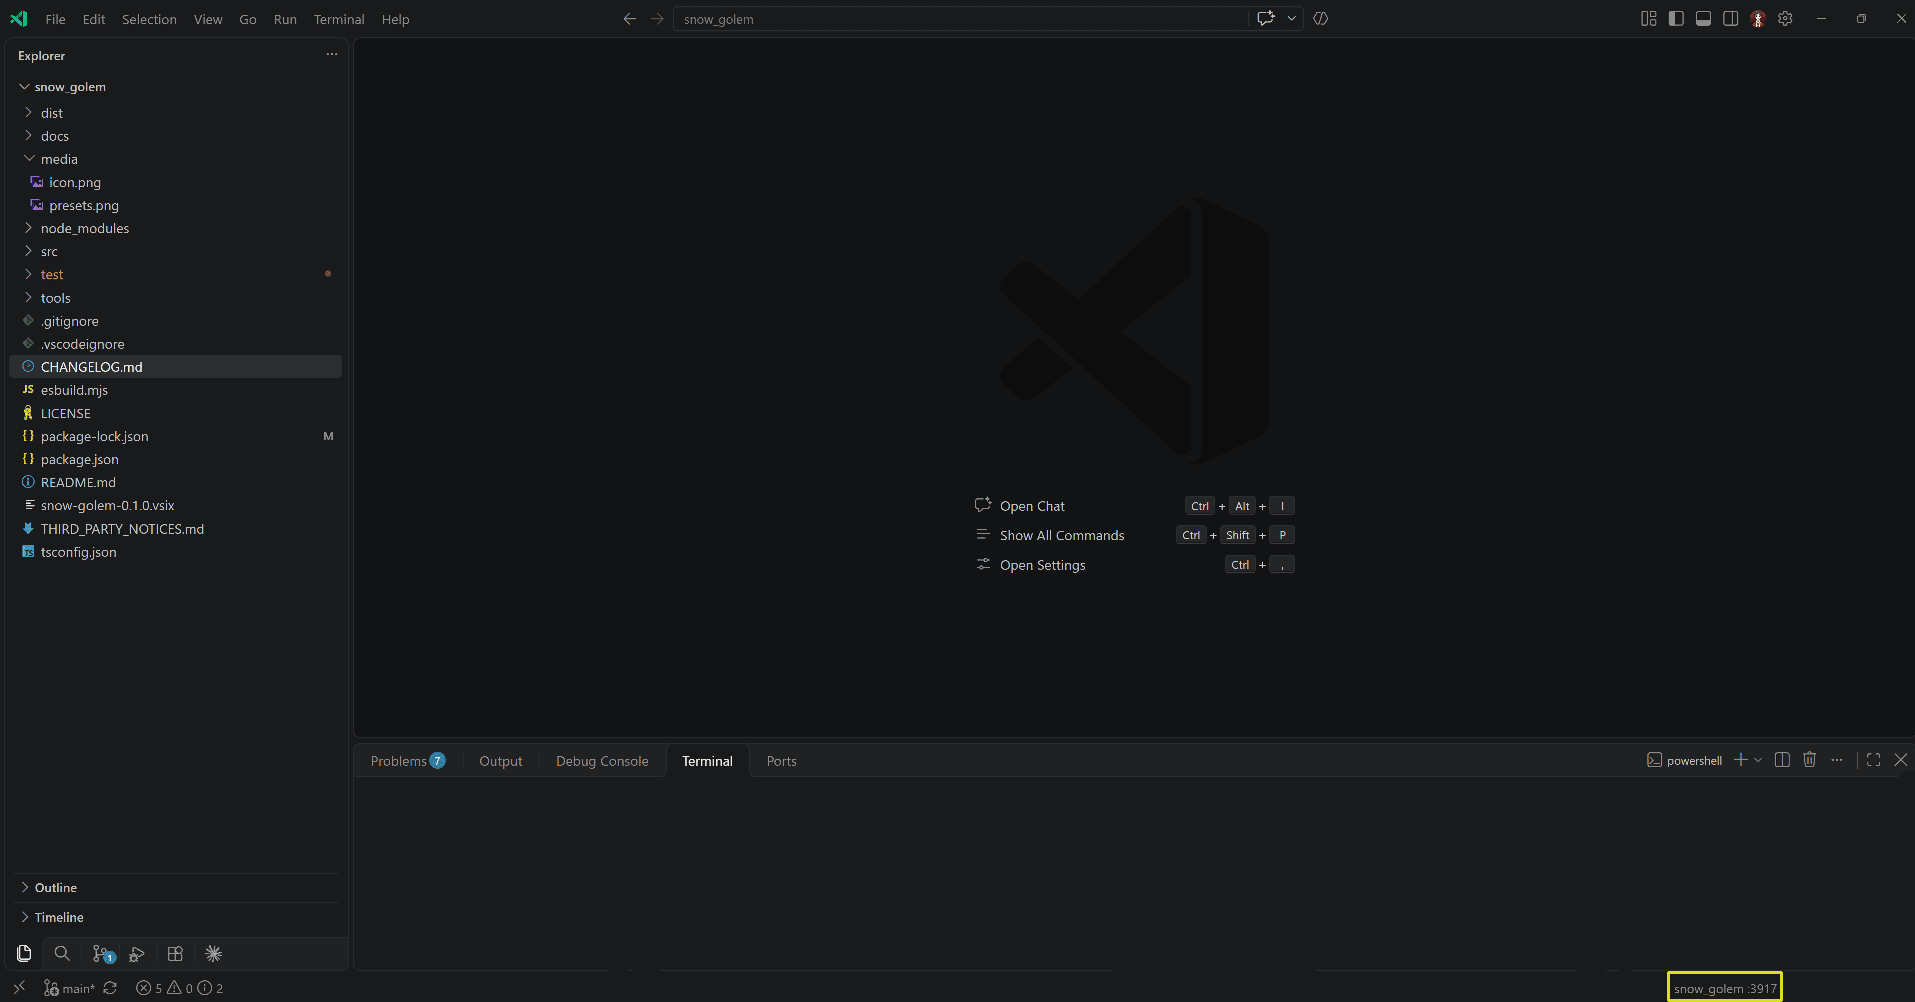 File Edit Selection View Go Run Terminal Help
snow_golem
Explorer
snow_golem
dist
docs
media
icon.png
presets.png
node_modules
src
test
tools
.gitignore
.vscodeignore
CHANGELOG.md
JS esbuild.mjs
LICENSE
{} package-lock.json M
{} package.json
README.md
snow-golem-0.1.0.vsix
THIRD_PARTY_NOTICES.md
TS tsconfig.json
Outline
Timeline
1
Open Chat Ctrl + Alt + I
Show All Commands Ctrl + Shift + P
Open Settings Ctrl + ,
Problems 7 Output Debug Console Terminal Ports
powershell
main* 5 0 2
snow_golem :3917